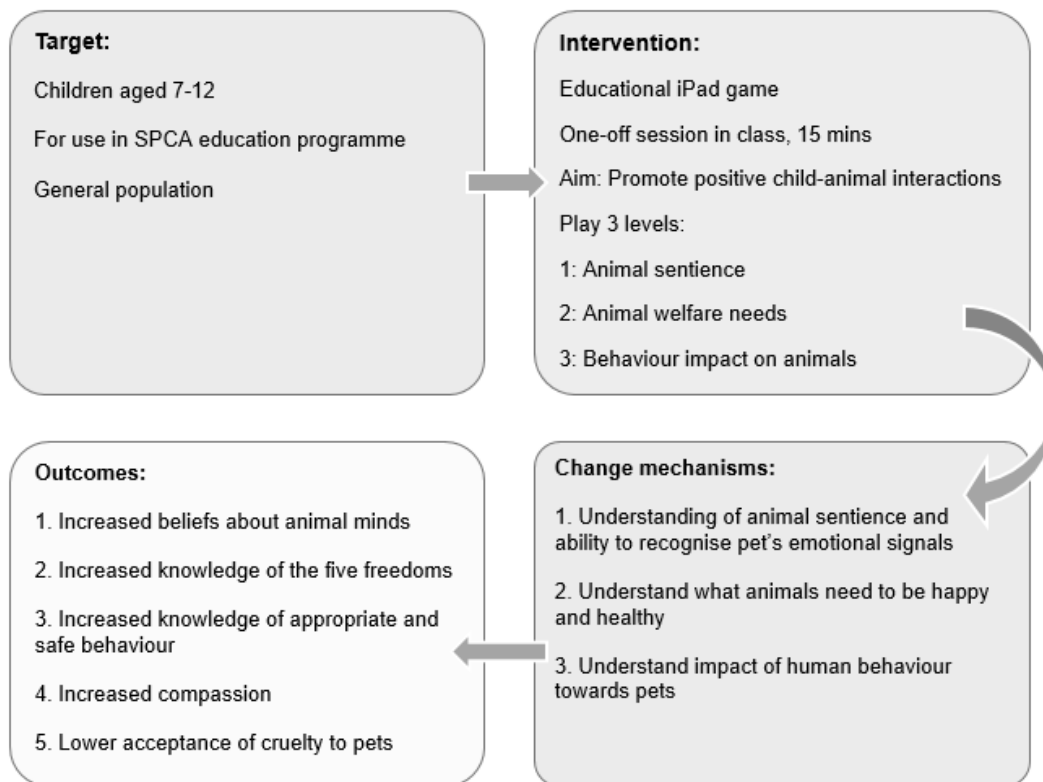 Target:
Children aged 7-12
For use in SPCA education programme
General population
Intervention:
Educational iPad game
One-off session in class, 15 mins
Aim: Promote positive child-animal interactions
Play 3 levels:
1: Animal sentience
2: Animal welfare needs
3: Behaviour impact on animals
Change mechanisms:
1. Understanding of animal sentience and
ability to recognise pet's emotional signals
2. Understand what animals need to be happy
and healthy
3. Understand impact of human behaviour
towards pets
Outcomes:
1. Increased beliefs about animal minds
2. Increased knowledge of the five freedoms
3. Increased knowledge of appropriate and
safe behaviour
4. Increased compassion
5. Lower acceptance of cruelty to pets